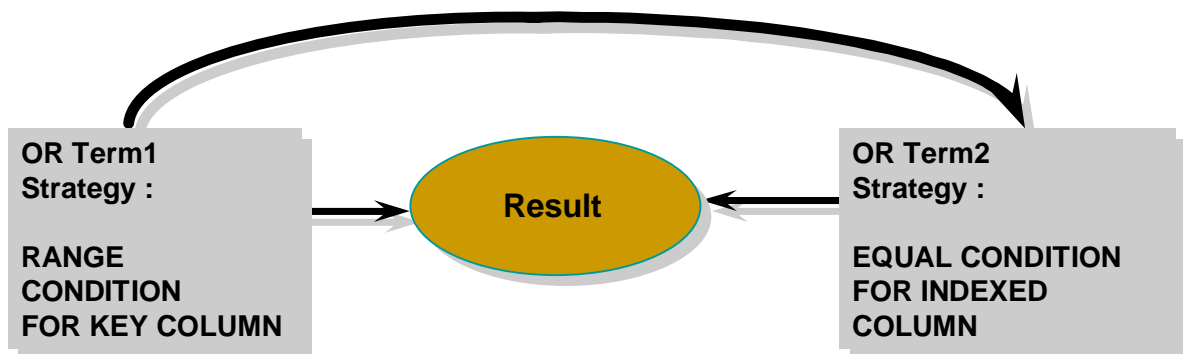 OR Term1
Strategy :
RANGE
CONDITION
FOR KEY COLUMN
Result
OR Term2
Strategy :
EQUAL CONDITION
FOR INDEXED
COLUMN